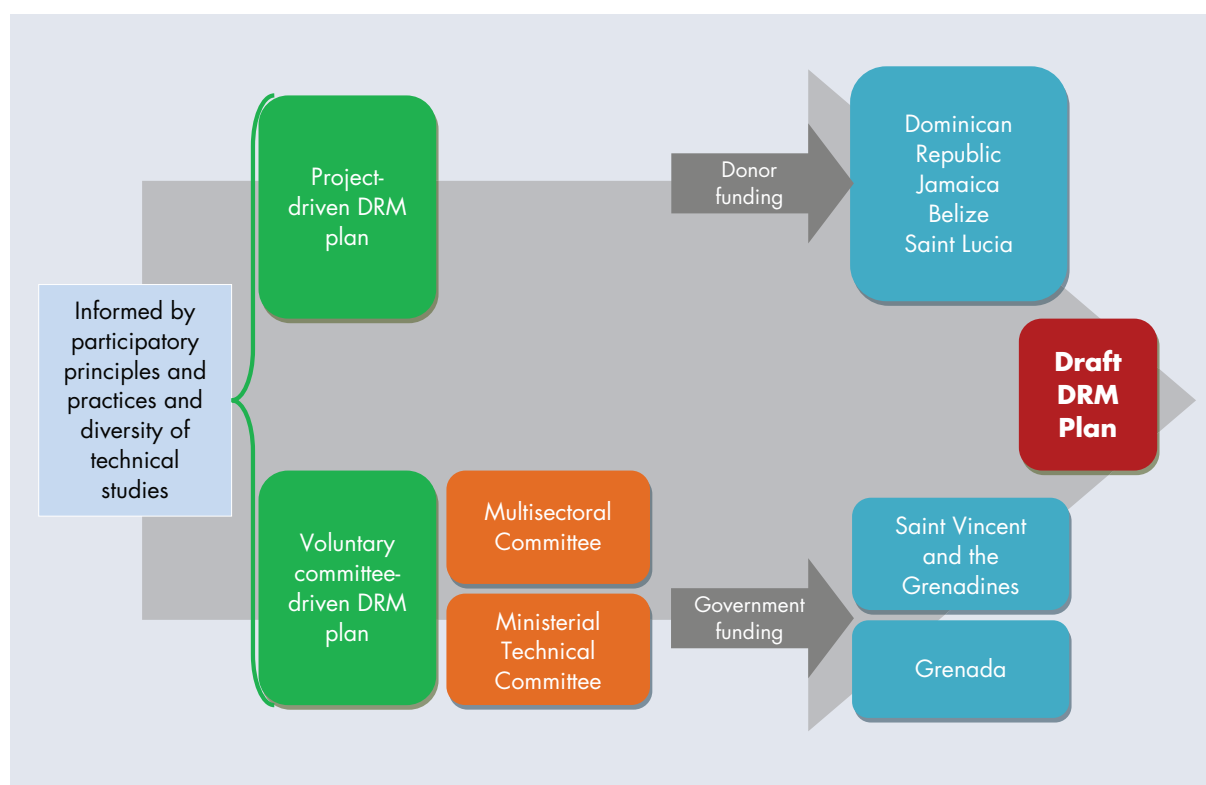 Informed by
participatory
principles and
practices and
diversity of
technical
studies
Project-
driven DRM
plan
Donor
funding
Dominican
Republic
Jamaica
Belize
Saint Lucia
Voluntary
committee-
driven DRM
plan
Multisectoral
Committee
Ministerial
Technical
Committee
Government
funding
Saint Vincent
and the
Grenadines
Grenada
Draft
DRM
Plan